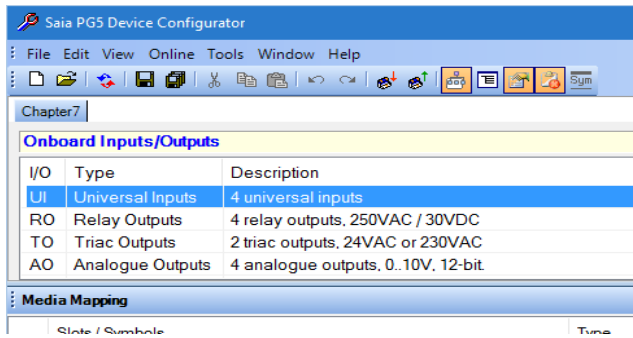 Saia PG5 Device Configurator
File Edit View Online Tools Window Help
Sym
Chapter7
Onboard Inputs/Outputs
I/O Type Description
UI Universal Inputs 4 universal inputs
RO Relay Outputs 4 relay outputs, 250VAC / 30VDC
TO Triac Outputs 2 triac outputs, 24VAC or 230VAC
AO Analogue Outputs 4 analogue outputs, 0..10V, 12-bit.
Media Mapping
Slots / Symbols Type